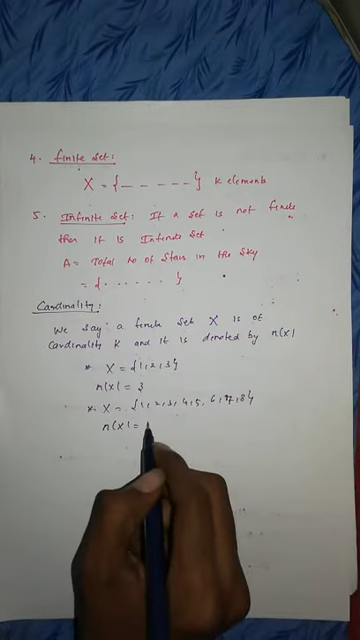 4. finite set:
X = {— — - - - -} K elements
5. Infinite set: If a set is not finite
then it is Infinite set
A = Total no of Stars in the sky
= {. . . . . . }
Cardinality:
We say a finite set X is of
Cardinality K and it is denoted by n(x)
* X = {1, 2, 3}
n(x) = 3
* X = {1, 2, 3, 4, 5, 6, 7, 8}
n(x) =